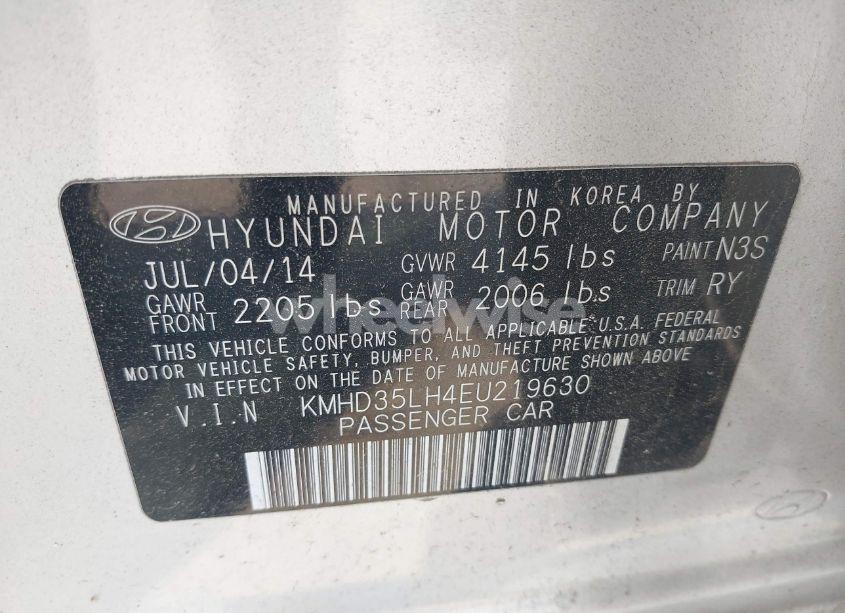 MANUFACTURED IN KOREA BY
HYUNDAI MOTOR COMPANY
JUL/04/14 GVWR 4145 lbs PAINT N3S
GAWR FRONT 2205 lbs GAWR REAR 2006 lbs TRIM RY
THIS VEHICLE CONFORMS TO ALL APPLICABLE U.S.A. FEDERAL
MOTOR VEHICLE SAFETY, BUMPER, AND THEFT PREVENTION STANDARDS
IN EFFECT ON THE DATE OF MANUFACTURE SHOWN ABOVE
V.I.N KMHD35LH4EU219630
PASSENGER CAR
wheelwise